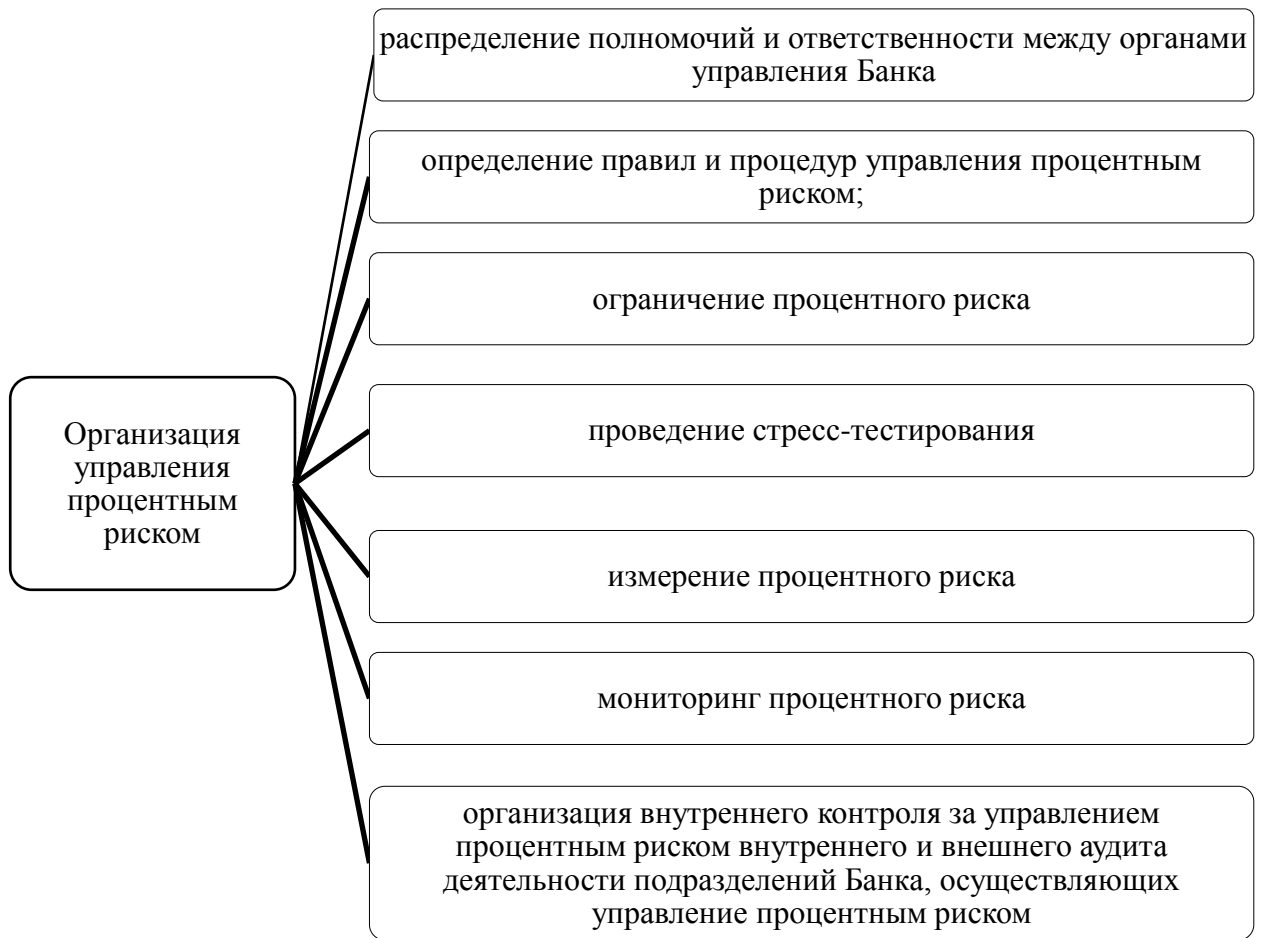 распределение полномочий и ответственности между органами
управления Банка
определение правил и процедур управления процентным
риском;
ограничение процентного риска
Организация
управления
процентным
риском
проведение стресс-тестирования
измерение процентного риска
мониторинг процентного риска
организация внутреннего контроля за управлением
процентным риском внутреннего и внешнего аудита
деятельности подразделений Банка, осуществляющих
управление процентным риском